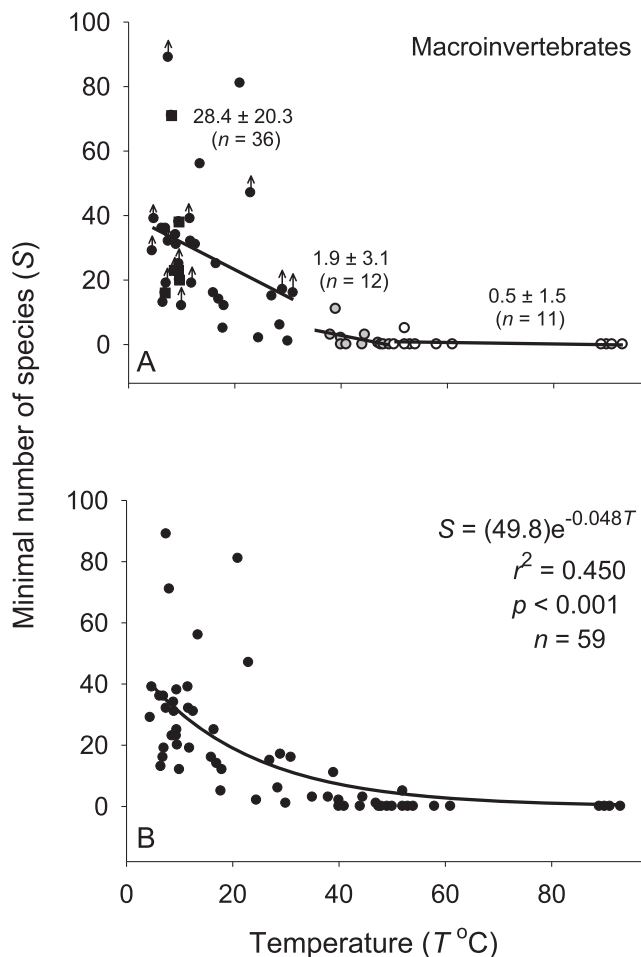 Macroinvertebrates
100
80
60
40
20
0
28.4 ± 20.3
(n = 36)
1.9 ± 3.1
(n = 12)
0.5 ± 1.5
(n = 11)
A
Minimal number of species (S)
100
80
60
40
20
0
S = (49.8)e^-0.048T
r² = 0.450
p < 0.001
n = 59
B
0 20 40 60 80
Temperature (T °C)